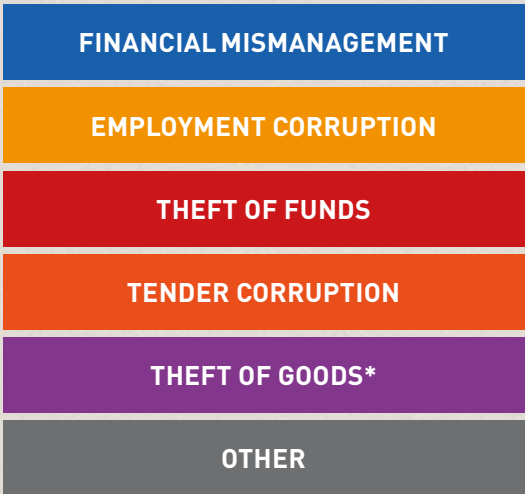 FINANCIAL MISMANAGEMENT
EMPLOYMENT CORRUPTION
THEFT OF FUNDS
TENDER CORRUPTION
THEFT OF GOODS*
OTHER